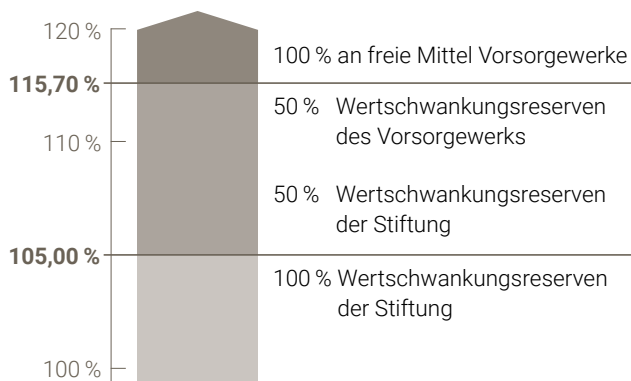 120 %
100 % an freie Mittel Vorsorgewerke
115,70 %
50 % Wertschwankungsreserven
des Vorsorgewerks
110 %
50 % Wertschwankungsreserven
der Stiftung
105,00 %
100 % Wertschwankungsreserven
der Stiftung
100 %